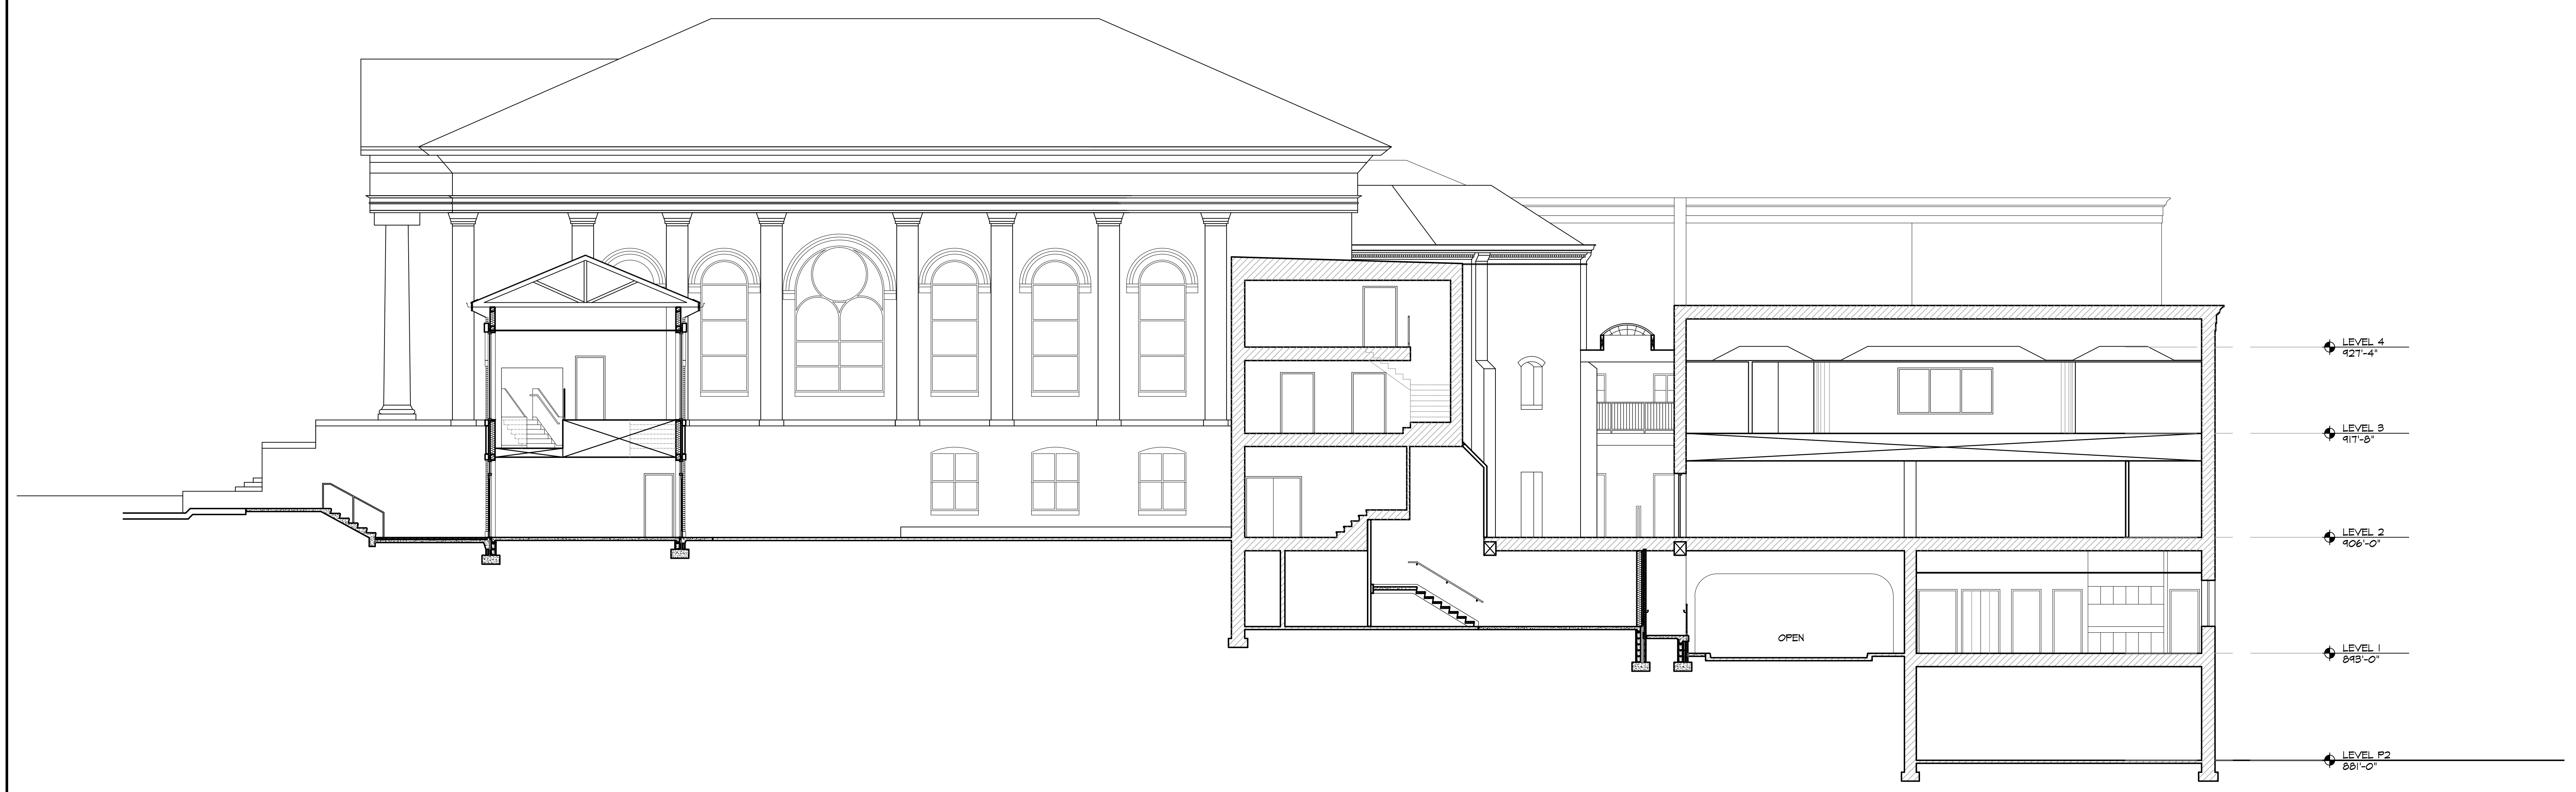 LEVEL 4
927'-4"
LEVEL 3
917'-8"
LEVEL 2
906'-0"
OPEN
LEVEL 1
893'-0"
LEVEL P2
881'-0"